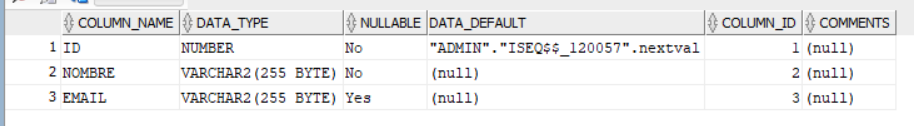 COLUMN_NAME DATA_TYPE NULLABLE DATA_DEFAULT COLUMN_ID COMMENTS
1 ID NUMBER No "ADMIN"."ISEQ$$_120057".nextval 1 (null)
2 NOMBRE VARCHAR2(255 BYTE) No (null) 2 (null)
3 EMAIL VARCHAR2(255 BYTE) Yes (null) 3 (null)